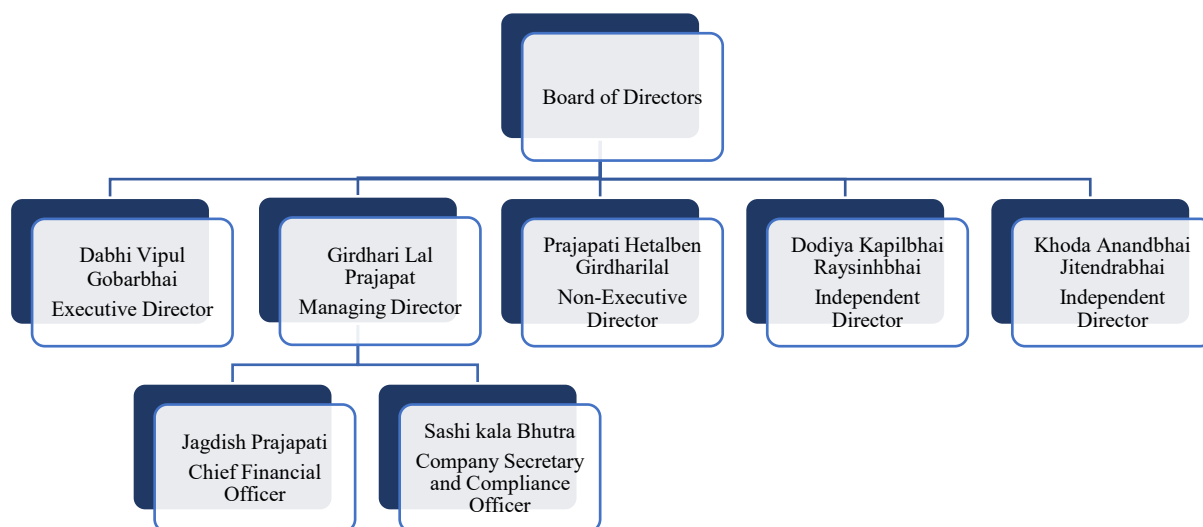 Board of Directors
Dabhi Vipul
Gobarbhai
Executive Director
Girdhari Lal
Prajapat
Managing Director
Prajapati Hetalben
Girdharilal
Non-Executive
Director
Dodiya Kapilbhai
Raysinhbhai
Independent
Director
Khoda Anandbhai
Jitendrabhai
Independent
Director
Jagdish Prajapati
Chief Financial
Officer
Sashi kala Bhutra
Company Secretary
and Compliance
Officer